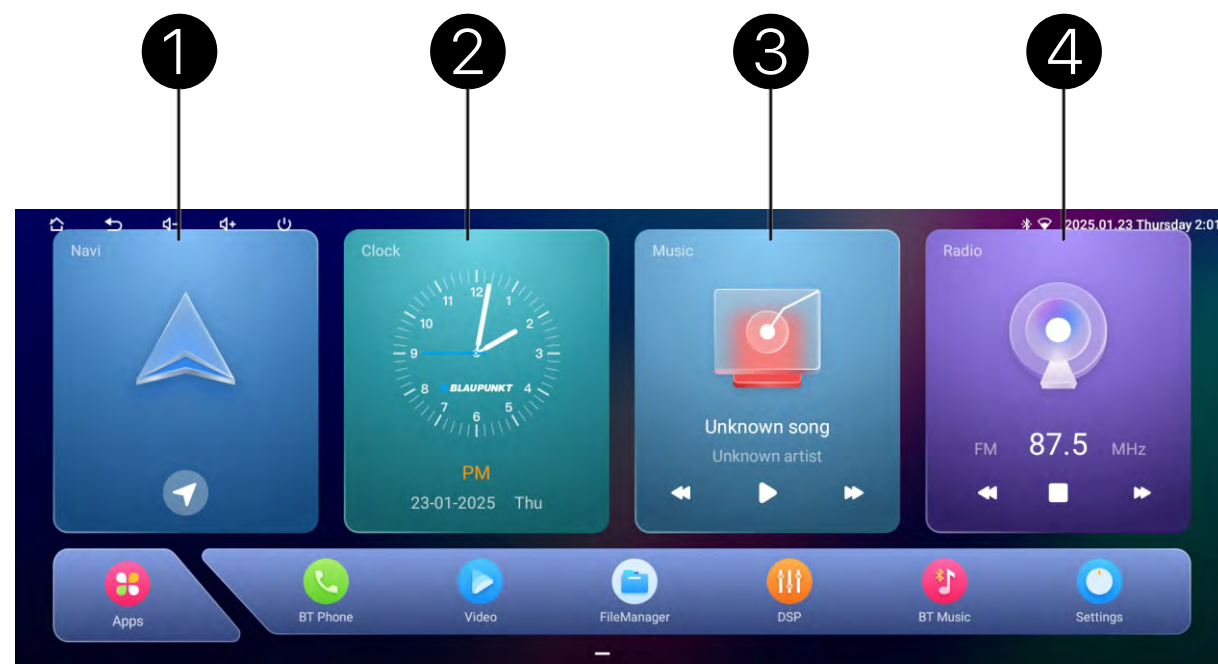 1 2 3 4
2025.01.23 Thursday 2:01
Navi
Clock
12
1
2
3
4
5
6
7
8
9
10
11
BLAUPUNKT
PM
23-01-2025 Thu
Music
Unknown song
Unknown artist
Radio
FM 87.5 MHz
Apps
BT Phone
Video
FileManager
DSP
BT Music
Settings